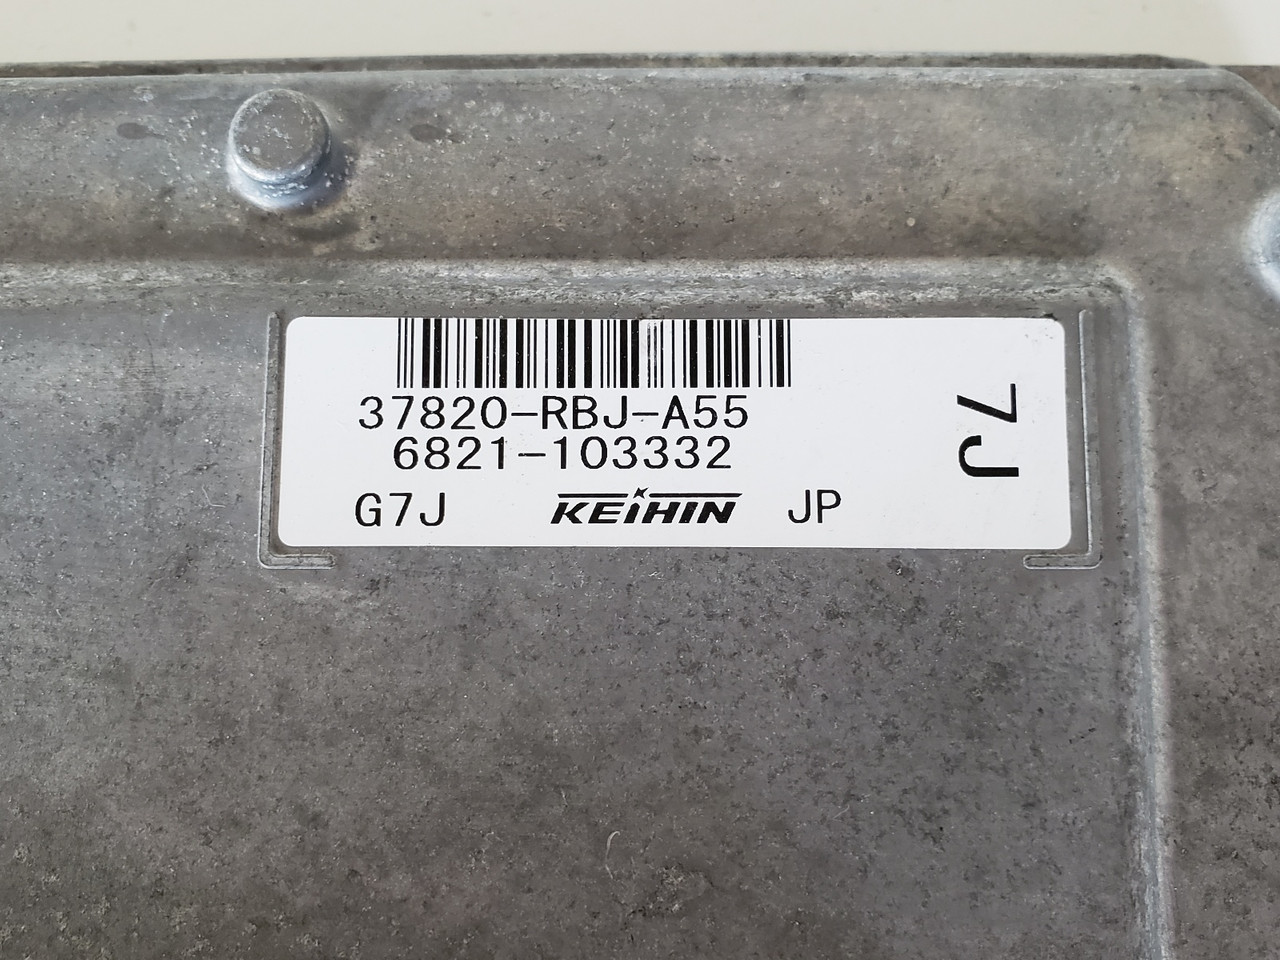 37820-RBJ-A55
6821-103332
G7J KEIHIN JP
7J